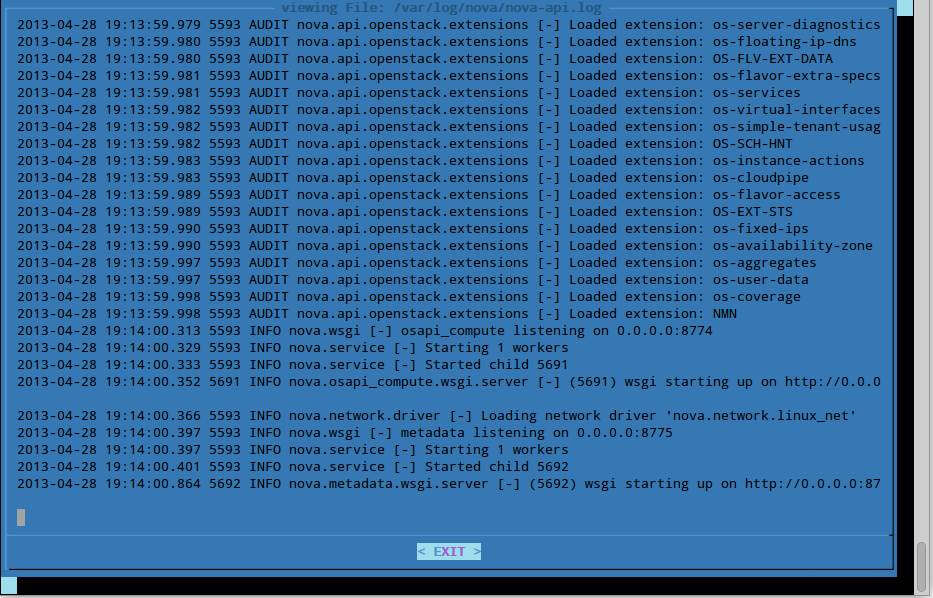 viewing File: /var/log/nova/nova-api.log
2013-04-28 19:13:59.979 5593 AUDIT nova.api.openstack.extensions [-] Loaded extension: os-server-diagnostics
2013-04-28 19:13:59.980 5593 AUDIT nova.api.openstack.extensions [-] Loaded extension: os-floating-ip-dns
2013-04-28 19:13:59.980 5593 AUDIT nova.api.openstack.extensions [-] Loaded extension: OS-FLV-EXT-DATA
2013-04-28 19:13:59.981 5593 AUDIT nova.api.openstack.extensions [-] Loaded extension: os-flavor-extra-specs
2013-04-28 19:13:59.981 5593 AUDIT nova.api.openstack.extensions [-] Loaded extension: os-services
2013-04-28 19:13:59.982 5593 AUDIT nova.api.openstack.extensions [-] Loaded extension: os-virtual-interfaces
2013-04-28 19:13:59.982 5593 AUDIT nova.api.openstack.extensions [-] Loaded extension: os-simple-tenant-usag
2013-04-28 19:13:59.982 5593 AUDIT nova.api.openstack.extensions [-] Loaded extension: OS-SCH-HNT
2013-04-28 19:13:59.983 5593 AUDIT nova.api.openstack.extensions [-] Loaded extension: os-instance-actions
2013-04-28 19:13:59.983 5593 AUDIT nova.api.openstack.extensions [-] Loaded extension: os-cloudpipe
2013-04-28 19:13:59.989 5593 AUDIT nova.api.openstack.extensions [-] Loaded extension: os-flavor-access
2013-04-28 19:13:59.989 5593 AUDIT nova.api.openstack.extensions [-] Loaded extension: OS-EXT-STS
2013-04-28 19:13:59.990 5593 AUDIT nova.api.openstack.extensions [-] Loaded extension: os-fixed-ips
2013-04-28 19:13:59.990 5593 AUDIT nova.api.openstack.extensions [-] Loaded extension: os-availability-zone
2013-04-28 19:13:59.997 5593 AUDIT nova.api.openstack.extensions [-] Loaded extension: os-aggregates
2013-04-28 19:13:59.997 5593 AUDIT nova.api.openstack.extensions [-] Loaded extension: os-user-data
2013-04-28 19:13:59.998 5593 AUDIT nova.api.openstack.extensions [-] Loaded extension: os-coverage
2013-04-28 19:13:59.998 5593 AUDIT nova.api.openstack.extensions [-] Loaded extension: NMN
2013-04-28 19:14:00.313 5593 INFO nova.wsgi [-] osapi_compute listening on 0.0.0.0:8774
2013-04-28 19:14:00.329 5593 INFO nova.service [-] Starting 1 workers
2013-04-28 19:14:00.333 5593 INFO nova.service [-] Started child 5691
2013-04-28 19:14:00.352 5691 INFO nova.osapi_compute.wsgi.server [-] (5691) wsgi starting up on http://0.0.0
2013-04-28 19:14:00.366 5593 INFO nova.network.driver [-] Loading network driver 'nova.network.linux_net'
2013-04-28 19:14:00.397 5593 INFO nova.wsgi [-] metadata listening on 0.0.0.0:8775
2013-04-28 19:14:00.397 5593 INFO nova.service [-] Starting 1 workers
2013-04-28 19:14:00.401 5593 INFO nova.service [-] Started child 5692
2013-04-28 19:14:00.864 5692 INFO nova.metadata.wsgi.server [-] (5692) wsgi starting up on http://0.0.0.0:87
< EXIT >